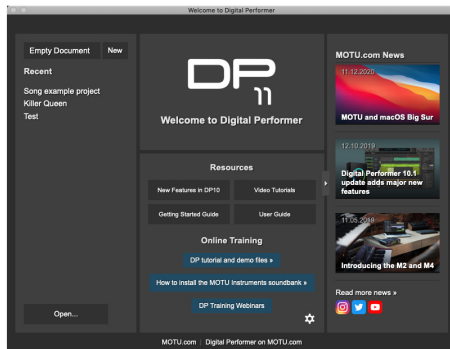 Welcome to Digital Performer
Empty Document
New
Recent
Song example project
Killer Queen
Test
Open...
DP
11
Welcome to Digital Performer
Resources
New Features in DP10
Video Tutorials
Getting Started Guide
User Guide
Online Training
DP tutorial and demo files »
How to install the MOTU Instruments soundbank »
DP Training Webinars
MOTU.com News
11.12.2020
MOTU and macOS Big Sur
12.10.2019
Digital Performer 10.1
update adds major new
features
11.05.2019
Introducing the M2 and M4
Read more news »
MOTU.com | Digital Performer on MOTU.com